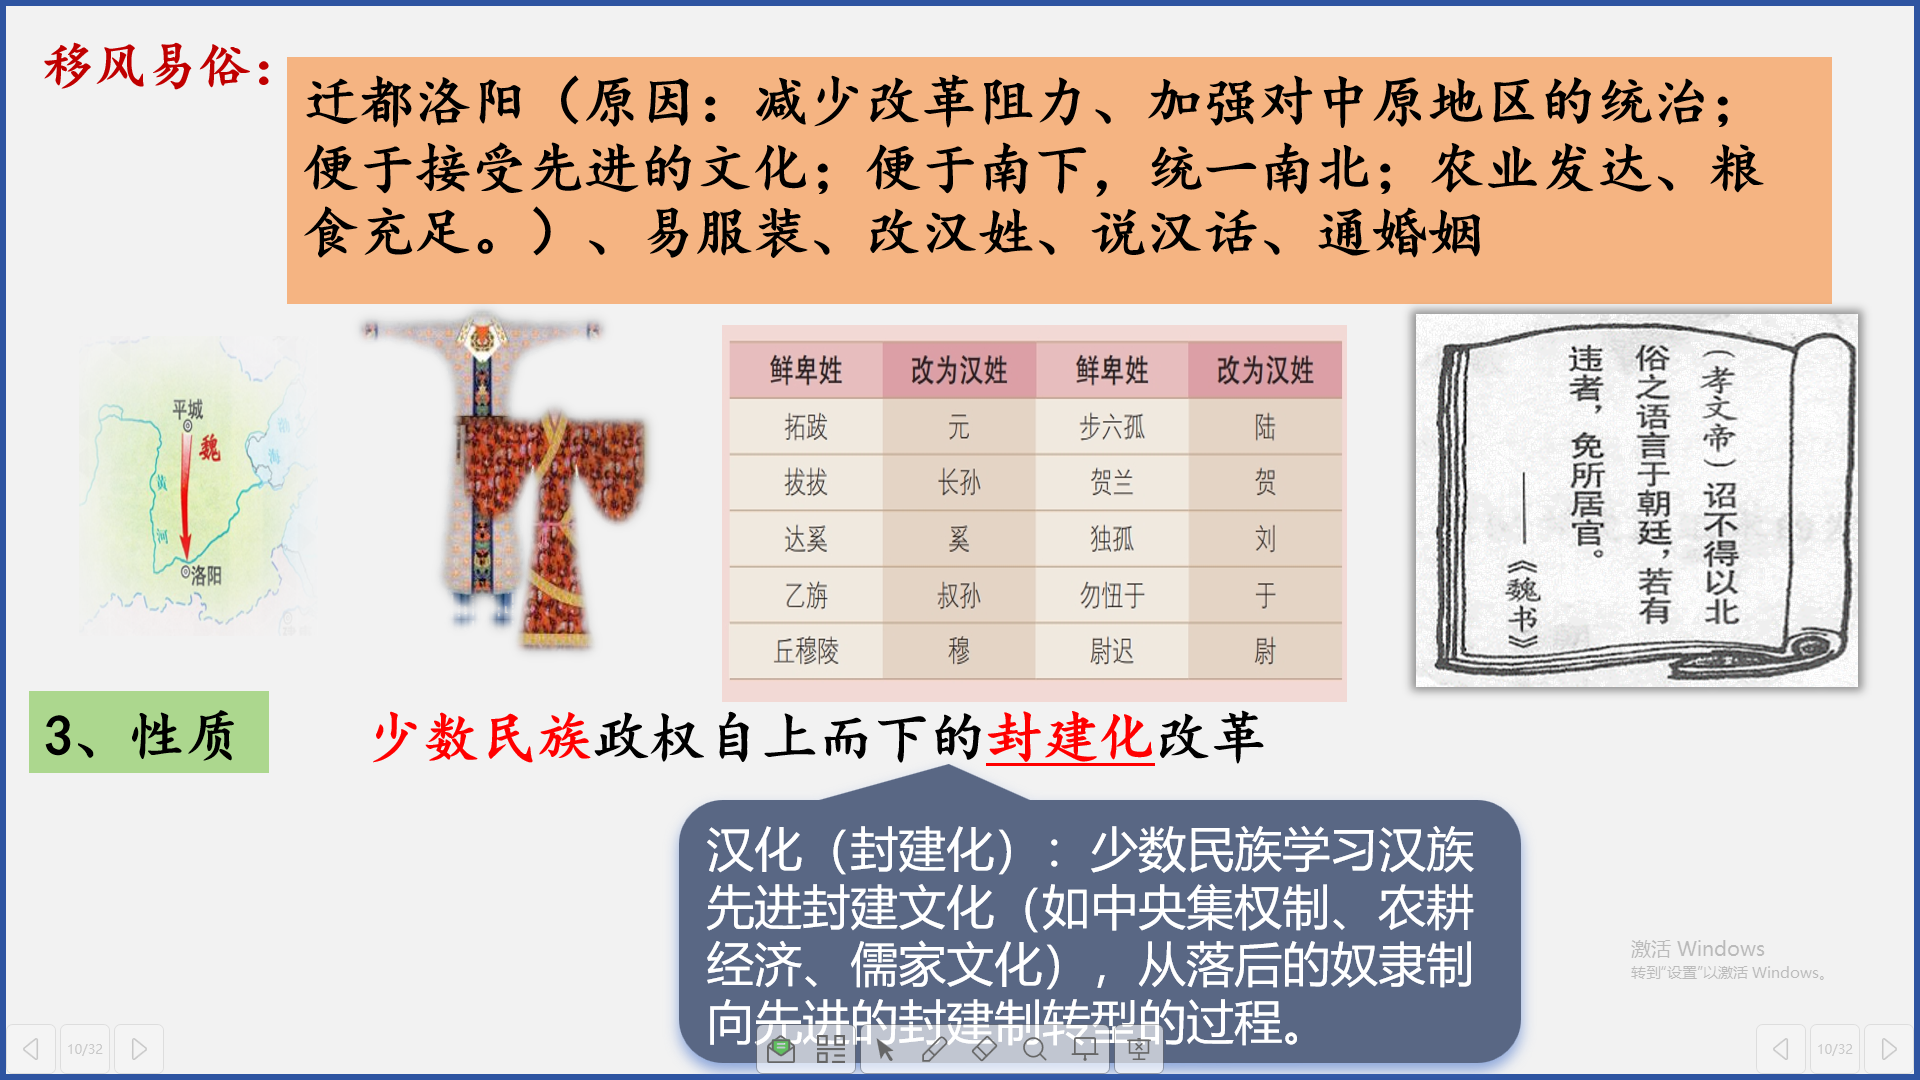 移风易俗：
迁都洛阳（原因：减少改革阻力、加强对中原地区的统治；
便于接受先进的文化；便于南下，统一南北；农业发达、粮
食充足。）、易服装、改汉姓、说汉话、通婚姻
平城
魏
渤
海
黄
河
洛阳
鲜卑姓 改为汉姓 鲜卑姓 改为汉姓
拓跋 元 步六孤 陆
拔拔 长孙 贺兰 贺
达奚 奚 独孤 刘
乙旃 叔孙 勿忸于 于
丘穆陵 穆 尉迟 尉
（孝文帝）诏不得以北
俗之语言于朝廷，若有
违者，免所居官。
——《魏书》
3、性质
少数民族政权自上而下的封建化改革
汉化（封建化）：少数民族学习汉族
先进封建文化（如中央集权制、农耕
经济、儒家文化），从落后的奴隶制
向先进的封建制转型的过程。
激活 Windows
转到“设置”以激活 Windows。
10/32
10/32